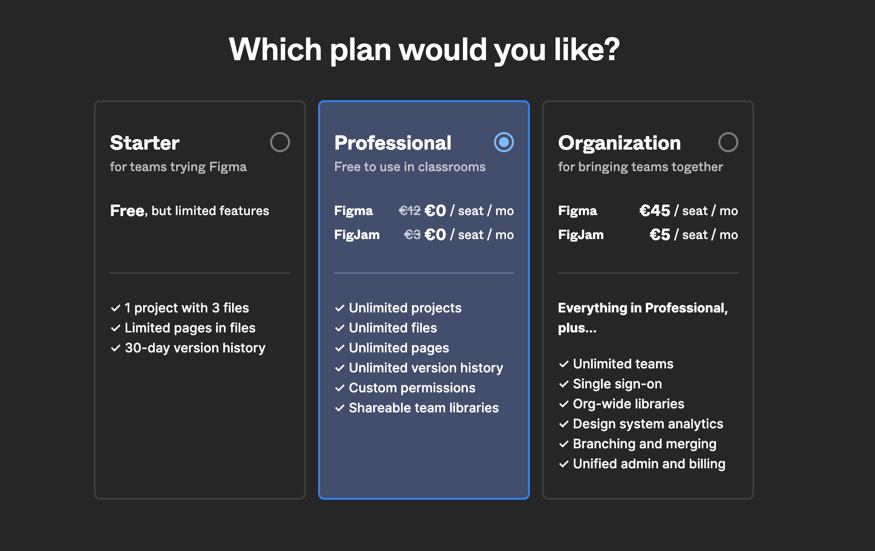 Which plan would you like?
Starter
for teams trying Figma
Free, but limited features
✓ 1 project with 3 files
✓ Limited pages in files
✓ 30-day version history
Professional
Free to use in classrooms
Figma €12 €0 / seat / mo
FigJam €3 €0 / seat / mo
✓ Unlimited projects
✓ Unlimited files
✓ Unlimited pages
✓ Unlimited version history
✓ Custom permissions
✓ Shareable team libraries
Organization
for bringing teams together
Figma €45 / seat / mo
FigJam €5 / seat / mo
Everything in Professional,
plus...
✓ Unlimited teams
✓ Single sign-on
✓ Org-wide libraries
✓ Design system analytics
✓ Branching and merging
✓ Unified admin and billing